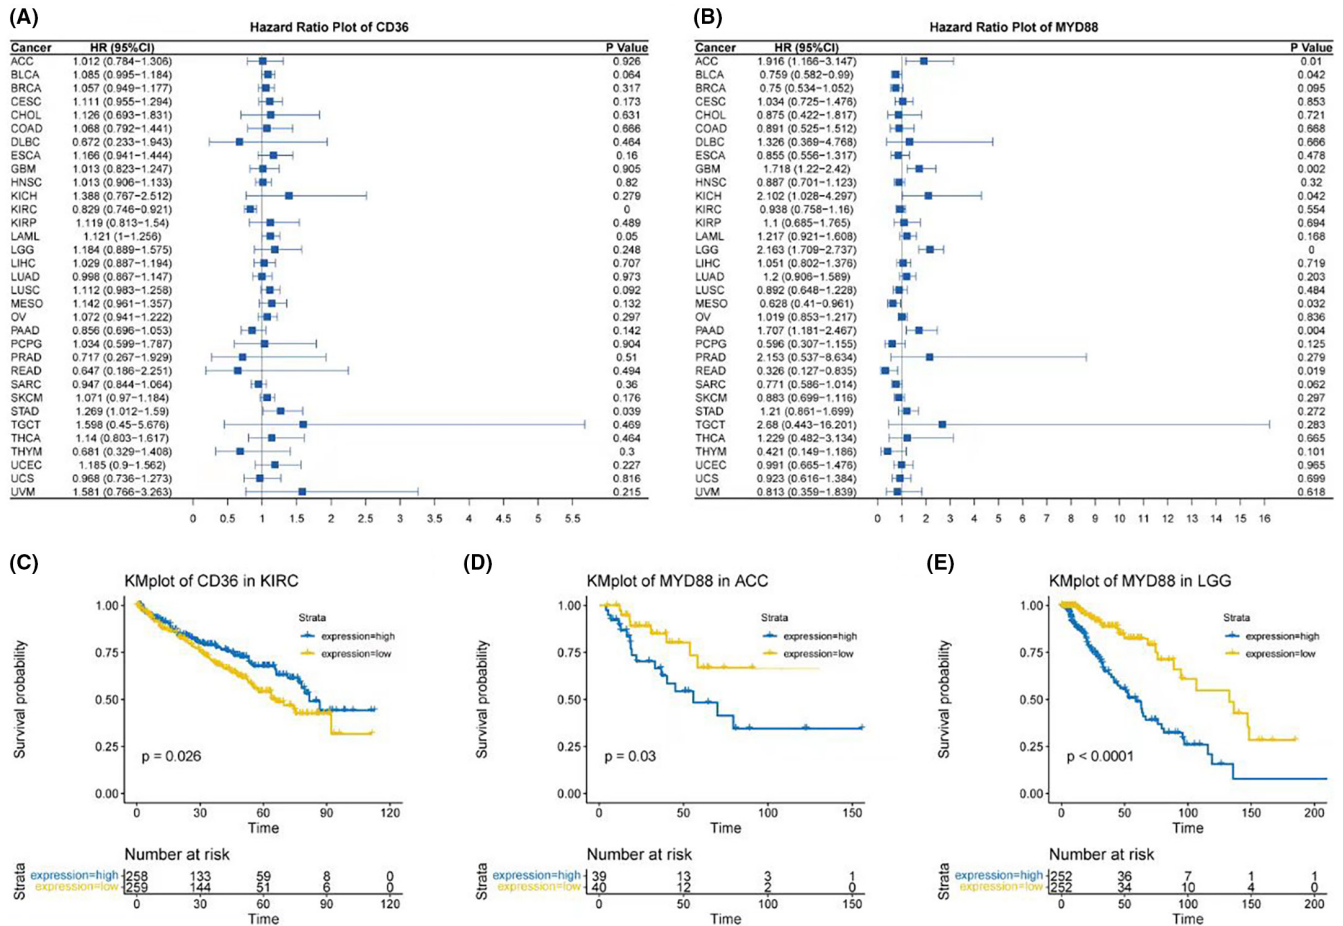 (A)
Hazard Ratio Plot of CD36
Cancer HR (95%CI) P Value
ACC 1.012 (0.784−1.306) 0.926
BLCA 1.085 (0.995−1.184) 0.064
BRCA 1.057 (0.949−1.177) 0.317
CESC 1.111 (0.955−1.294) 0.173
CHOL 1.126 (0.693−1.831) 0.631
COAD 1.068 (0.792−1.441) 0.666
DLBC 0.672 (0.233−1.943) 0.464
ESCA 1.166 (0.941−1.444) 0.16
GBM 1.013 (0.823−1.247) 0.905
HNSC 1.013 (0.906−1.133) 0.82
KICH 1.388 (0.767−2.512) 0.279
KIRC 0.829 (0.746−0.921) 0
KIRP 1.119 (0.813−1.54) 0.489
LAML 1.121 (1−1.256) 0.05
LGG 1.184 (0.889−1.575) 0.248
LIHC 1.029 (0.887−1.194) 0.707
LUAD 0.998 (0.867−1.147) 0.973
LUSC 1.112 (0.983−1.258) 0.092
MESO 1.142 (0.961−1.357) 0.132
OV 1.072 (0.941−1.222) 0.297
PAAD 0.856 (0.696−1.053) 0.142
PCPG 1.034 (0.599−1.787) 0.904
PRAD 0.717 (0.267−1.929) 0.51
READ 0.647 (0.186−2.251) 0.494
SARC 0.947 (0.844−1.064) 0.36
SKCM 1.071 (0.97−1.184) 0.176
STAD 1.269 (1.012−1.59) 0.039
TGCT 1.598 (0.45−5.676) 0.469
THCA 1.14 (0.803−1.617) 0.464
THYM 0.681 (0.329−1.408) 0.3
UCEC 1.185 (0.9−1.562) 0.227
UCS 0.968 (0.736−1.273) 0.816
UVM 1.581 (0.766−3.263) 0.215
0 0.5 1 1.5 2 2.5 3 3.5 4 4.5 5 5.5
(B)
Hazard Ratio Plot of MYD88
Cancer HR (95%CI) P Value
ACC 1.916 (1.166−3.147) 0.01
BLCA 0.759 (0.582−0.99) 0.042
BRCA 0.75 (0.534−1.052) 0.095
CESC 1.034 (0.725−1.476) 0.853
CHOL 0.875 (0.422−1.817) 0.721
COAD 0.891 (0.525−1.512) 0.668
DLBC 1.326 (0.369−4.768) 0.666
ESCA 0.855 (0.556−1.317) 0.478
GBM 1.718 (1.22−2.42) 0.002
HNSC 0.887 (0.701−1.123) 0.32
KICH 2.102 (1.028−4.297) 0.042
KIRC 0.938 (0.758−1.16) 0.554
KIRP 1.1 (0.685−1.765) 0.694
LAML 1.217 (0.921−1.608) 0.168
LGG 2.163 (1.709−2.737) 0
LIHC 1.051 (0.802−1.376) 0.719
LUAD 1.2 (0.906−1.589) 0.203
LUSC 0.892 (0.648−1.228) 0.484
MESO 0.628 (0.41−0.961) 0.032
OV 1.019 (0.853−1.217) 0.836
PAAD 1.707 (1.181−2.467) 0.004
PCPG 0.596 (0.307−1.155) 0.125
PRAD 2.153 (0.537−8.634) 0.279
READ 0.326 (0.127−0.835) 0.019
SARC 0.771 (0.586−1.014) 0.062
SKCM 0.883 (0.699−1.116) 0.297
STAD 1.21 (0.861−1.699) 0.272
TGCT 2.68 (0.443−16.201) 0.283
THCA 1.229 (0.482−3.134) 0.665
THYM 0.421 (0.149−1.186) 0.101
UCEC 0.991 (0.665−1.476) 0.965
UCS 0.923 (0.616−1.384) 0.699
UVM 0.813 (0.359−1.839) 0.618
0 1 2 3 4 5 6 7 8 9 10 11 12 13 14 15 16
(C)
KMplot of CD36 in KIRC
Survival probability
1.00
0.75
0.50
0.25
0.00
Strata
expression=high
expression=low
p = 0.026
0 30 60 90 120
Time
Number at risk
Strata
expression=high 258 133 59 8 0
expression=low 259 144 51 6 0
0 30 60 90 120
Time
(D)
KMplot of MYD88 in ACC
Survival probability
1.00
0.75
0.50
0.25
0.00
Strata
expression=high
expression=low
p = 0.03
0 50 100 150
Time
Number at risk
Strata
expression=high 39 13 3 1
expression=low 40 12 2 0
0 50 100 150
Time
(E)
KMplot of MYD88 in LGG
Survival probability
1.00
0.75
0.50
0.25
0.00
Strata
expression=high
expression=low
p < 0.0001
0 50 100 150 200
Time
Number at risk
Strata
expression=high 252 36 7 1 1
expression=low 252 34 10 4 0
0 50 100 150 200
Time